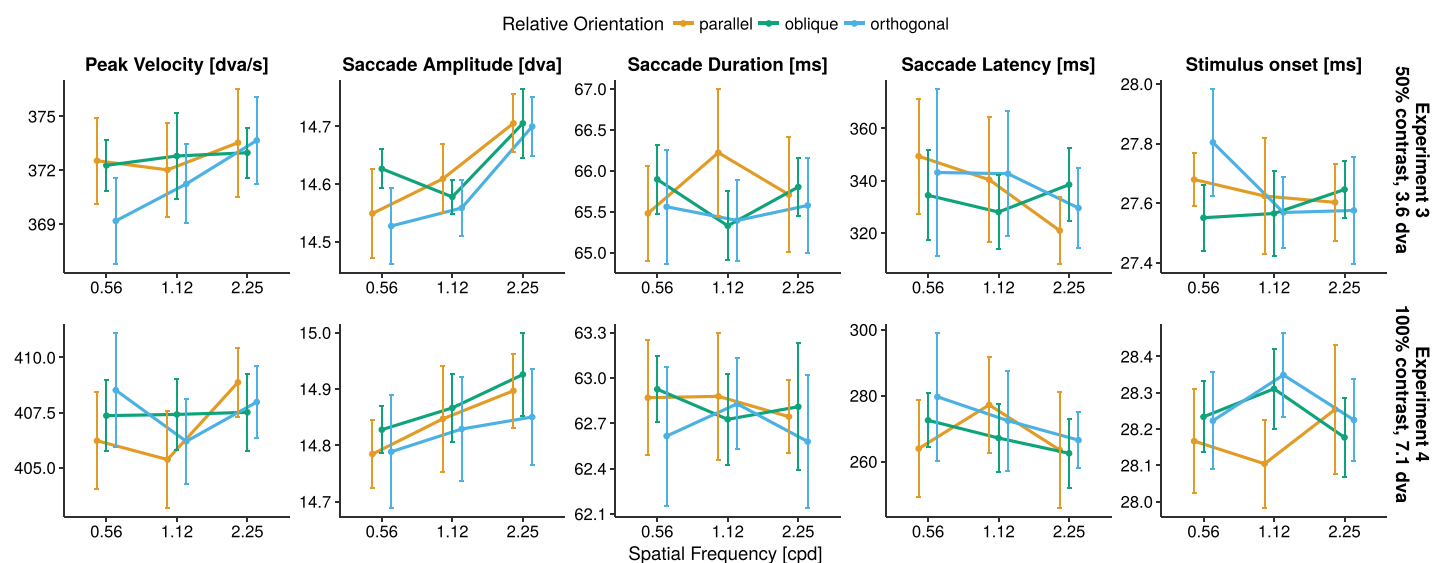 Relative Orientation parallel oblique orthogonal
Peak Velocity [dva/s] Saccade Amplitude [dva] Saccade Duration [ms] Saccade Latency [ms] Stimulus onset [ms]
375
372
369
0.56 1.12 2.25
14.7
14.6
14.5
0.56 1.12 2.25
67.0
66.5
66.0
65.5
65.0
0.56 1.12 2.25
360
340
320
0.56 1.12 2.25
28.0
27.8
27.6
27.4
0.56 1.12 2.25
Experiment 3
50% contrast, 3.6 dva
410.0
407.5
405.0
0.56 1.12 2.25
15.0
14.9
14.8
14.7
0.56 1.12 2.25
63.3
63.0
62.7
62.4
62.1
0.56 1.12 2.25
300
280
260
0.56 1.12 2.25
28.4
28.3
28.2
28.1
28.0
0.56 1.12 2.25
Experiment 4
100% contrast, 7.1 dva
Spatial Frequency [cpd]